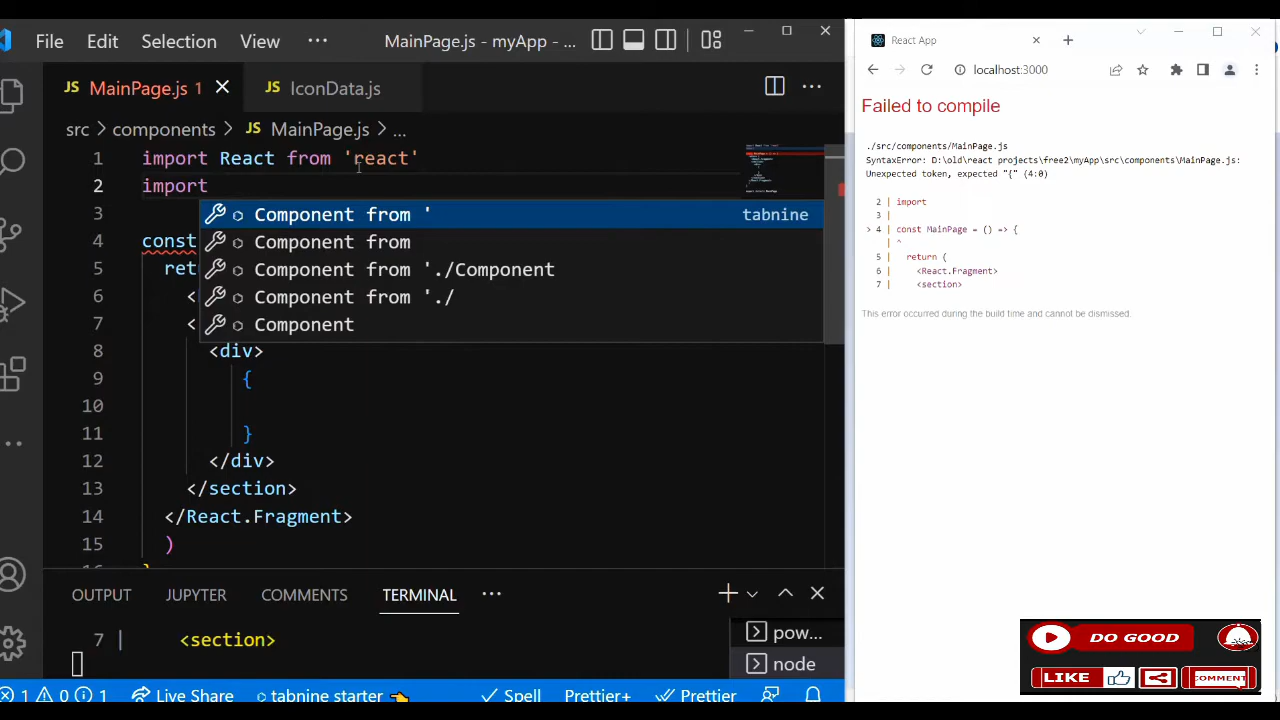 File Edit Selection View ··· MainPage.js - myApp - ...
MainPage.js 1 IconData.js ···
src > components > MainPage.js > ...
1 import React from 'react'
2 import
3
4 const
5 ret
6 <
7 <
8 <div>
9 {
10
11 }
12 </div>
13 </section>
14 </React.Fragment>
15 )
Component from ' tabnine
Component from
Component from './Component
Component from './
Component
OUTPUT JUPYTER COMMENTS TERMINAL ···
7 | <section>
pow...
node
1 0 1 Live Share tabnine starter Spell Prettier+ Prettier
React App
localhost:3000
Failed to compile
./src/components/MainPage.js
SyntaxError: D:\old\react projects\free2\myApp\src\components\MainPage.js:
Unexpected token, expected "{" (4:0)
2 | import
3 |
> 4 | const MainPage = () => {
| ^
5 | return (
6 | <React.Fragment>
7 | <section>
This error occurred during the build time and cannot be dismissed.
DO GOOD
LIKE COMMENT